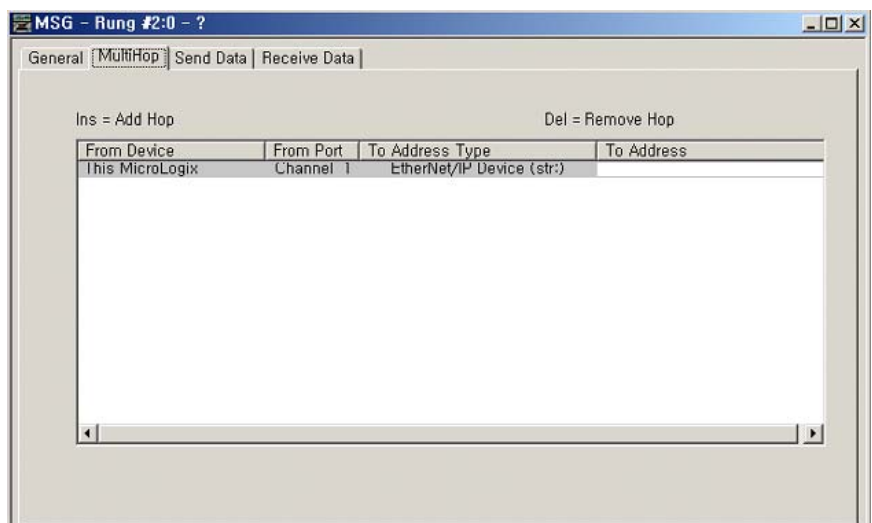 MSG - Rung #2:0 - ?
General MultiHop Send Data Receive Data
Ins = Add Hop Del = Remove Hop
From Device From Port To Address Type To Address
This MicroLogix Channel 1 EtherNet/IP Device (str:)